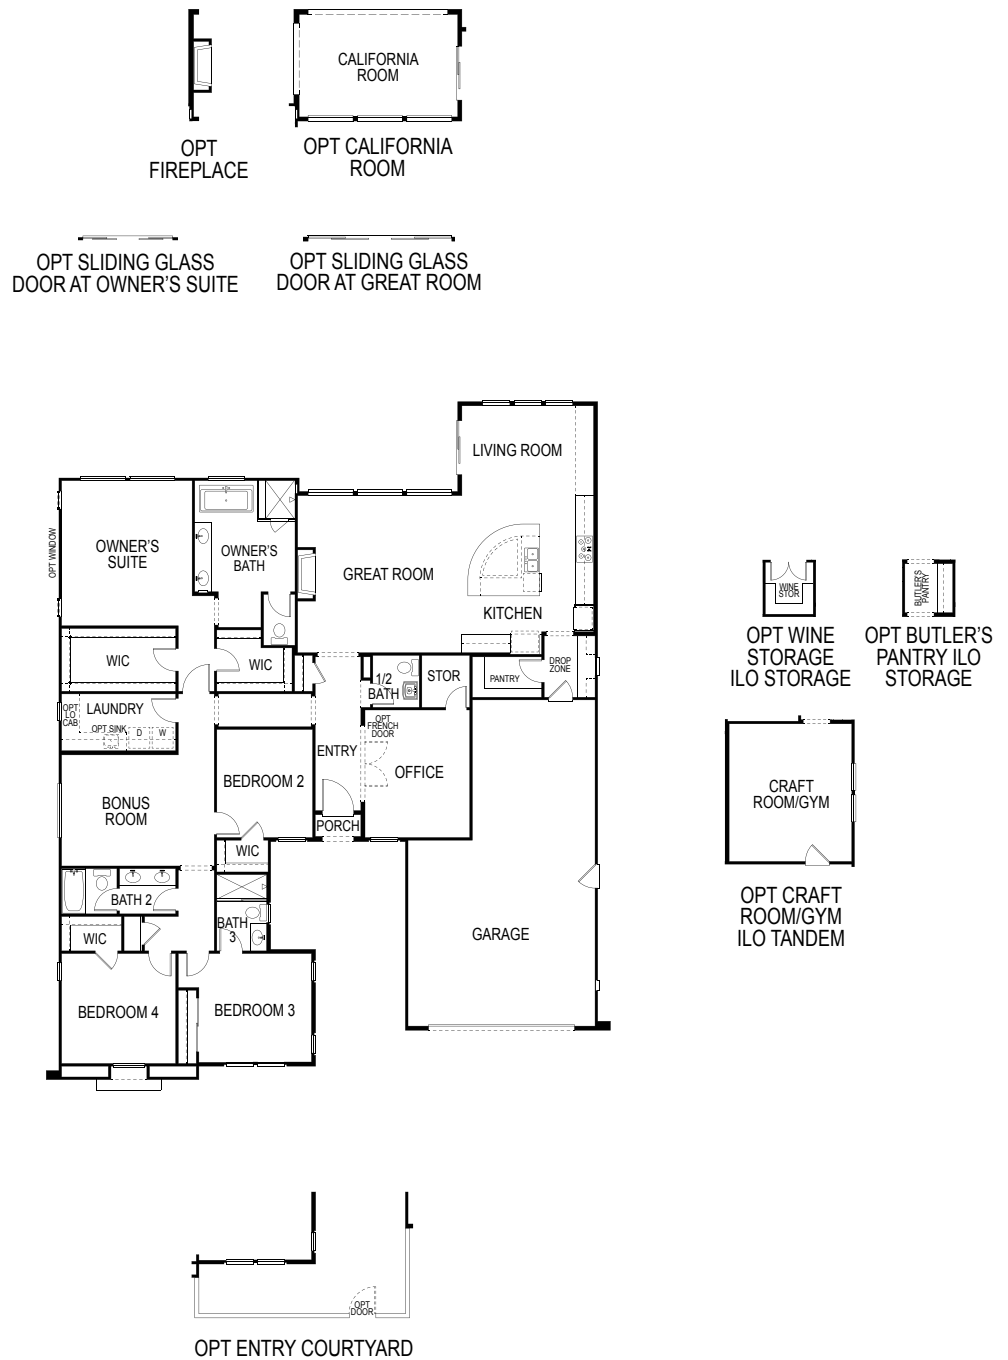 CALIFORNIA
ROOM
OPT
FIREPLACE
OPT CALIFORNIA
ROOM
OPT SLIDING GLASS
DOOR AT OWNER'S SUITE
OPT SLIDING GLASS
DOOR AT GREAT ROOM
LIVING ROOM
OPT WINDOW
OWNER'S
SUITE
OWNER'S
BATH
GREAT ROOM
KITCHEN
WIC
WIC
1/2
BATH
STOR
PANTRY
DROP
ZONE
OPT
LO
CAB
LAUNDRY
OPT SINK
D
W
OPT
FRENCH
DOOR
ENTRY
OFFICE
BEDROOM 2
BONUS
ROOM
PORCH
WIC
BATH 2
BATH
3
WIC
GARAGE
BEDROOM 4
BEDROOM 3
WINE
STOR
OPT WINE
STORAGE
ILO STORAGE
BUTLER'S
PANTRY
OPT BUTLER'S
PANTRY ILO
STORAGE
CRAFT
ROOM/GYM
OPT CRAFT
ROOM/GYM
ILO TANDEM
OPT
DOOR
OPT ENTRY COURTYARD